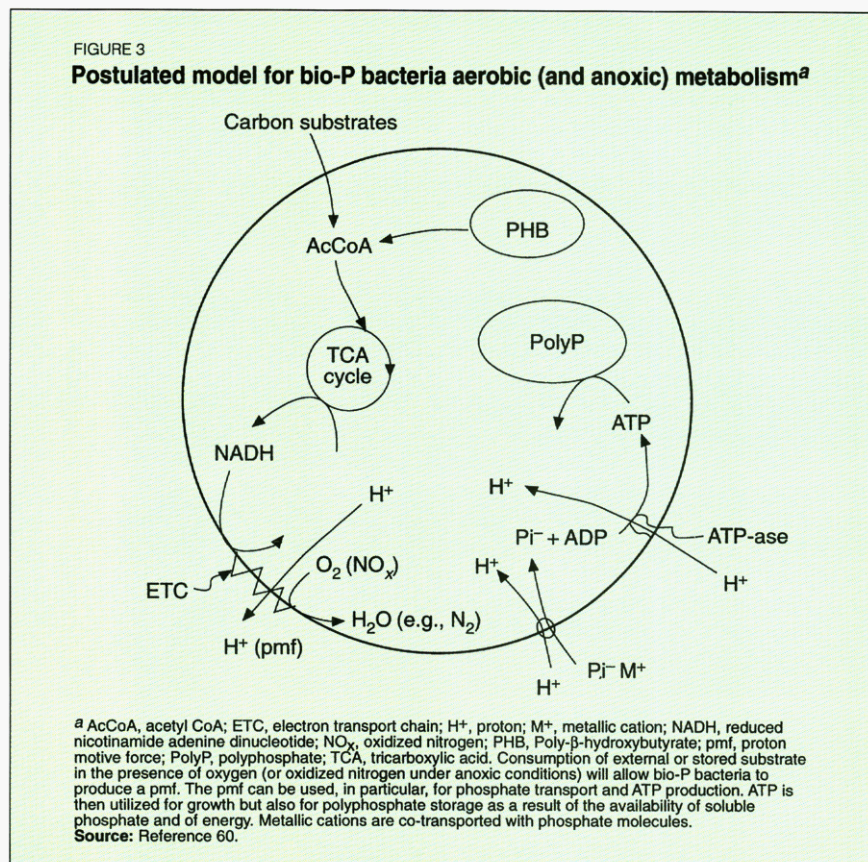 FIGURE 3
Postulated model for bio-P bacteria aerobic (and anoxic) metabolismᵃ
Carbon substrates
AcCoA
PHB
PolyP
TCA
cycle
ATP
NADH
H⁺
H⁺
Pi⁻ + ADP
ATP-ase
O₂ (NOₓ)
H⁺
H⁺
ETC
H₂O (e.g., N₂)
H⁺ (pmf)
Pi⁻ M⁺
H⁺
ᵃ AcCoA, acetyl CoA; ETC, electron transport chain; H⁺, proton; M⁺, metallic cation; NADH, reduced
nicotinamide adenine dinucleotide; NOₓ, oxidized nitrogen; PHB, Poly-β-hydroxybutyrate; pmf, proton
motive force; PolyP, polyphosphate; TCA, tricarboxylic acid. Consumption of external or stored substrate
in the presence of oxygen (or oxidized nitrogen under anoxic conditions) will allow bio-P bacteria to
produce a pmf. The pmf can be used, in particular, for phosphate transport and ATP production. ATP is
then utilized for growth but also for polyphosphate storage as a result of the availability of soluble
phosphate and of energy. Metallic cations are co-transported with phosphate molecules.
Source: Reference 60.